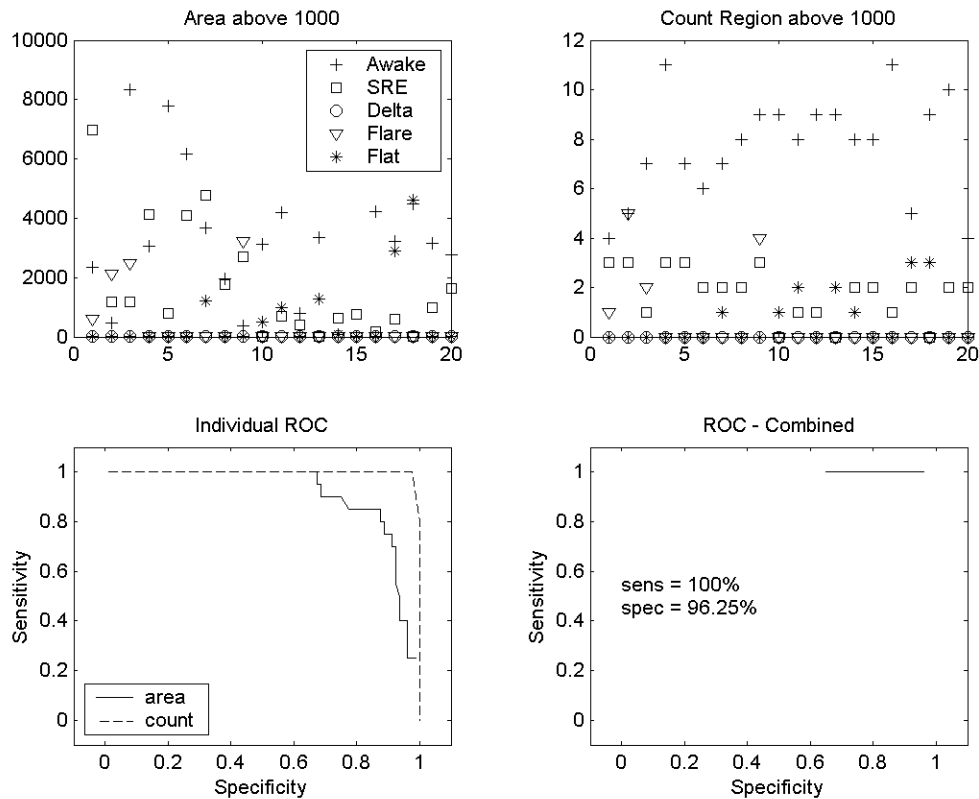 Area above 1000
10000
8000
6000
4000
2000
0
0 5 10 15 20
Awake
SRE
Delta
Flare
Flat
Count Region above 1000
12
10
8
6
4
2
0
0 5 10 15 20
Individual ROC
Sensitivity
1
0.8
0.6
0.4
0.2
0
area
count
0 0.2 0.4 0.6 0.8 1
Specificity
ROC - Combined
Sensitivity
1
0.8
0.6
0.4
0.2
0
sens = 100%
spec = 96.25%
0 0.2 0.4 0.6 0.8 1
Specificity